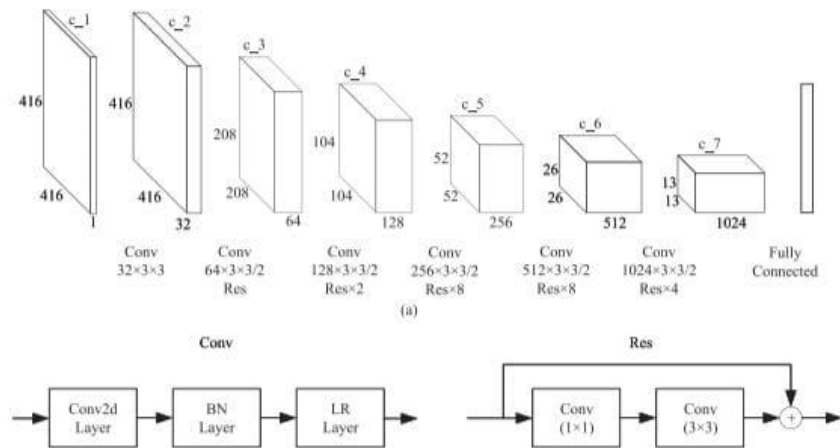 c_1
c_2
c_3
c_4
c_5
c_6
c_7
416
416
208
104
52
26
13
416
416
208
104
52
26
13
1
32
64
128
256
512
1024
Conv
32×3×3
Conv
64×3×3/2
Res
Conv
128×3×3/2
Res×2
Conv
256×3×3/2
Res×8
Conv
512×3×3/2
Res×8
Conv
1024×3×3/2
Res×4
Fully
Connected
(a)
Conv
Conv2d
Layer
BN
Layer
LR
Layer
Res
Conv
(1×1)
Conv
(3×3)
+